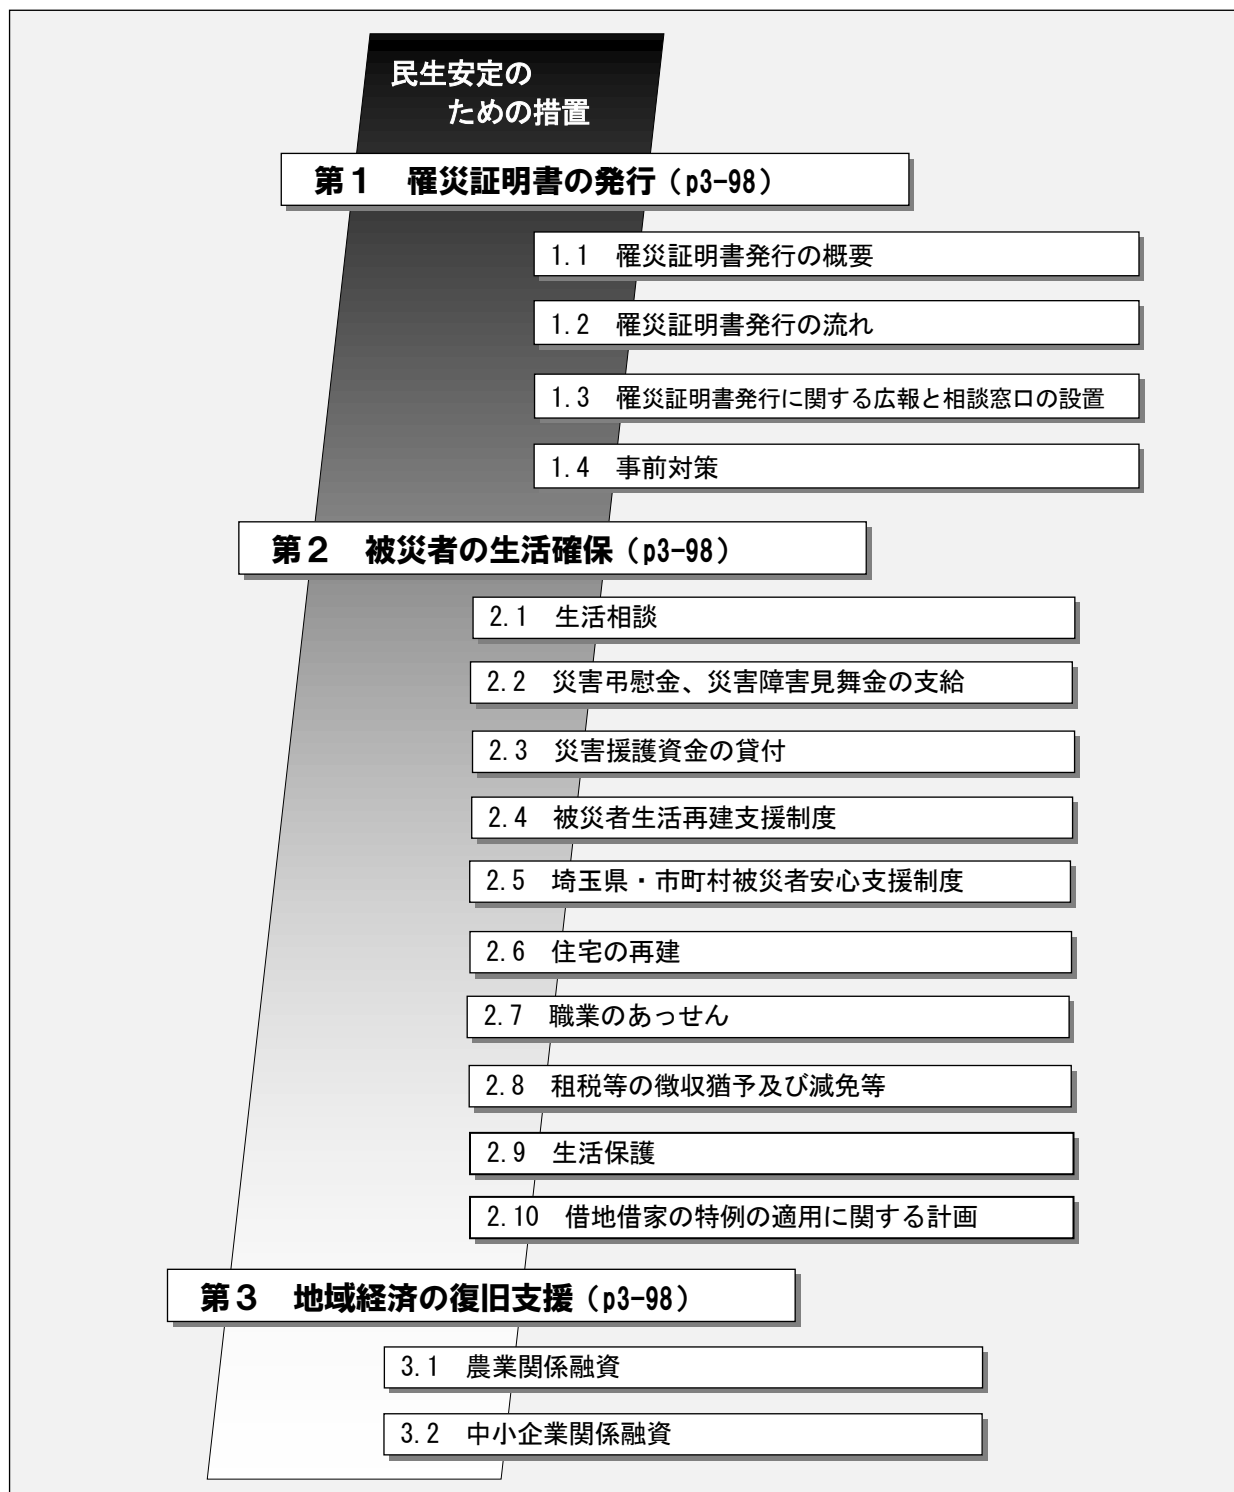 民生安定の
ための措置
第１　罹災証明書の発行（p3-98）
1.1　罹災証明書発行の概要
1.2　罹災証明書発行の流れ
1.3　罹災証明書発行に関する広報と相談窓口の設置
1.4　事前対策
第２　被災者の生活確保（p3-98）
2.1　生活相談
2.2　災害弔慰金、災害障害見舞金の支給
2.3　災害援護資金の貸付
2.4　被災者生活再建支援制度
2.5　埼玉県・市町村被災者安心支援制度
2.6　住宅の再建
2.7　職業のあっせん
2.8　租税等の徴収猶予及び減免等
2.9　生活保護
2.10　借地借家の特例の適用に関する計画
第３　地域経済の復旧支援（p3-98）
3.1　農業関係融資
3.2　中小企業関係融資